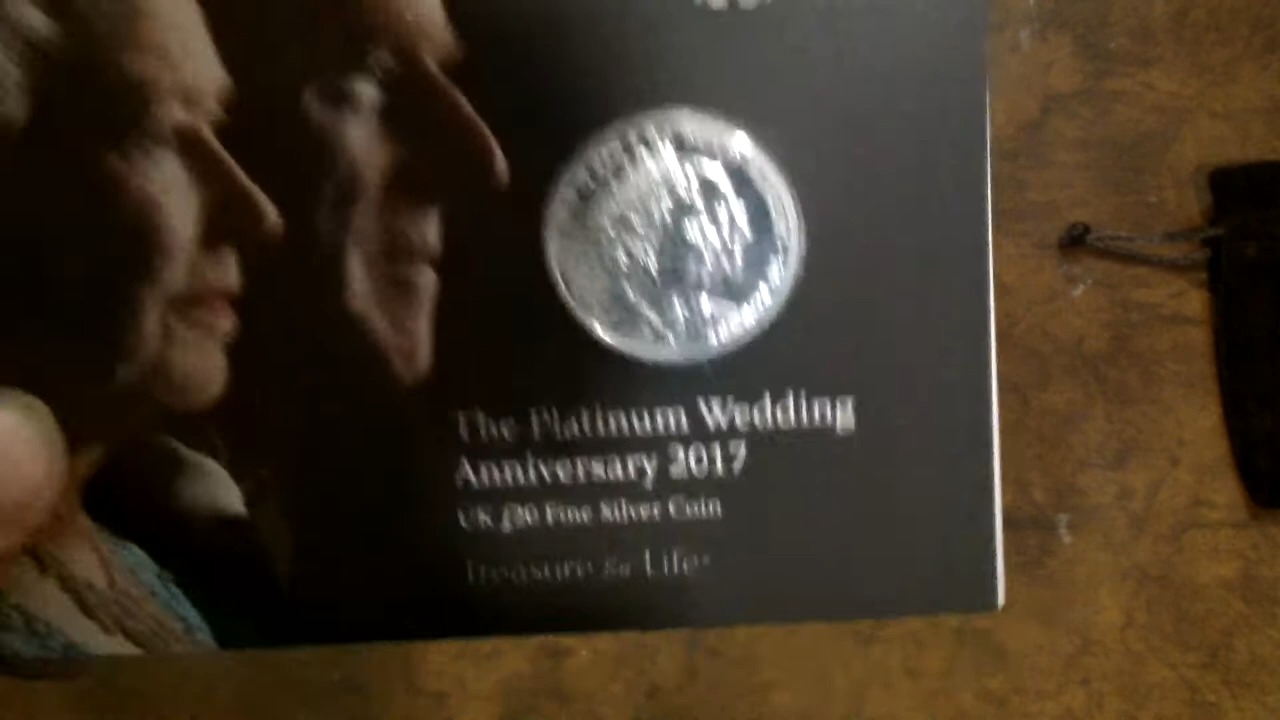 The Platinum Wedding
Anniversary 2017
UK £20 Fine Silver Coin
Treasure for Life